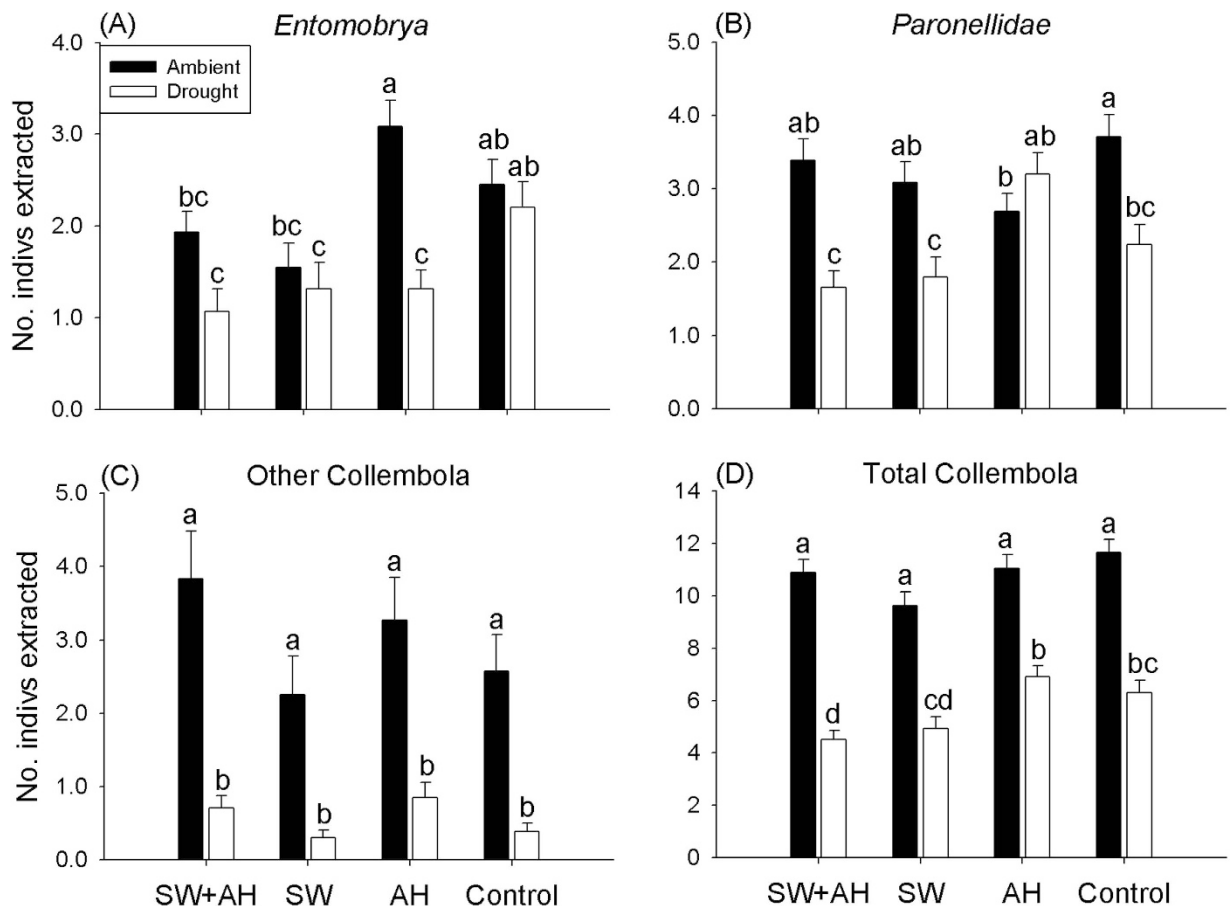 (A) Entomobrya
Ambient
Drought
No. indivs extracted
4.0
3.0
2.0
1.0
0.0
bc c bc c a c ab ab
(B) Paronellidae
5.0
4.0
3.0
2.0
1.0
0.0
ab c ab c b ab a bc
(C) Other Collembola
No. indivs extracted
5.0
4.0
3.0
2.0
1.0
0.0
a b a b a b a b
SW+AH SW AH Control
(D) Total Collembola
14
12
10
8
6
4
2
0
a d a cd a b a bc
SW+AH SW AH Control